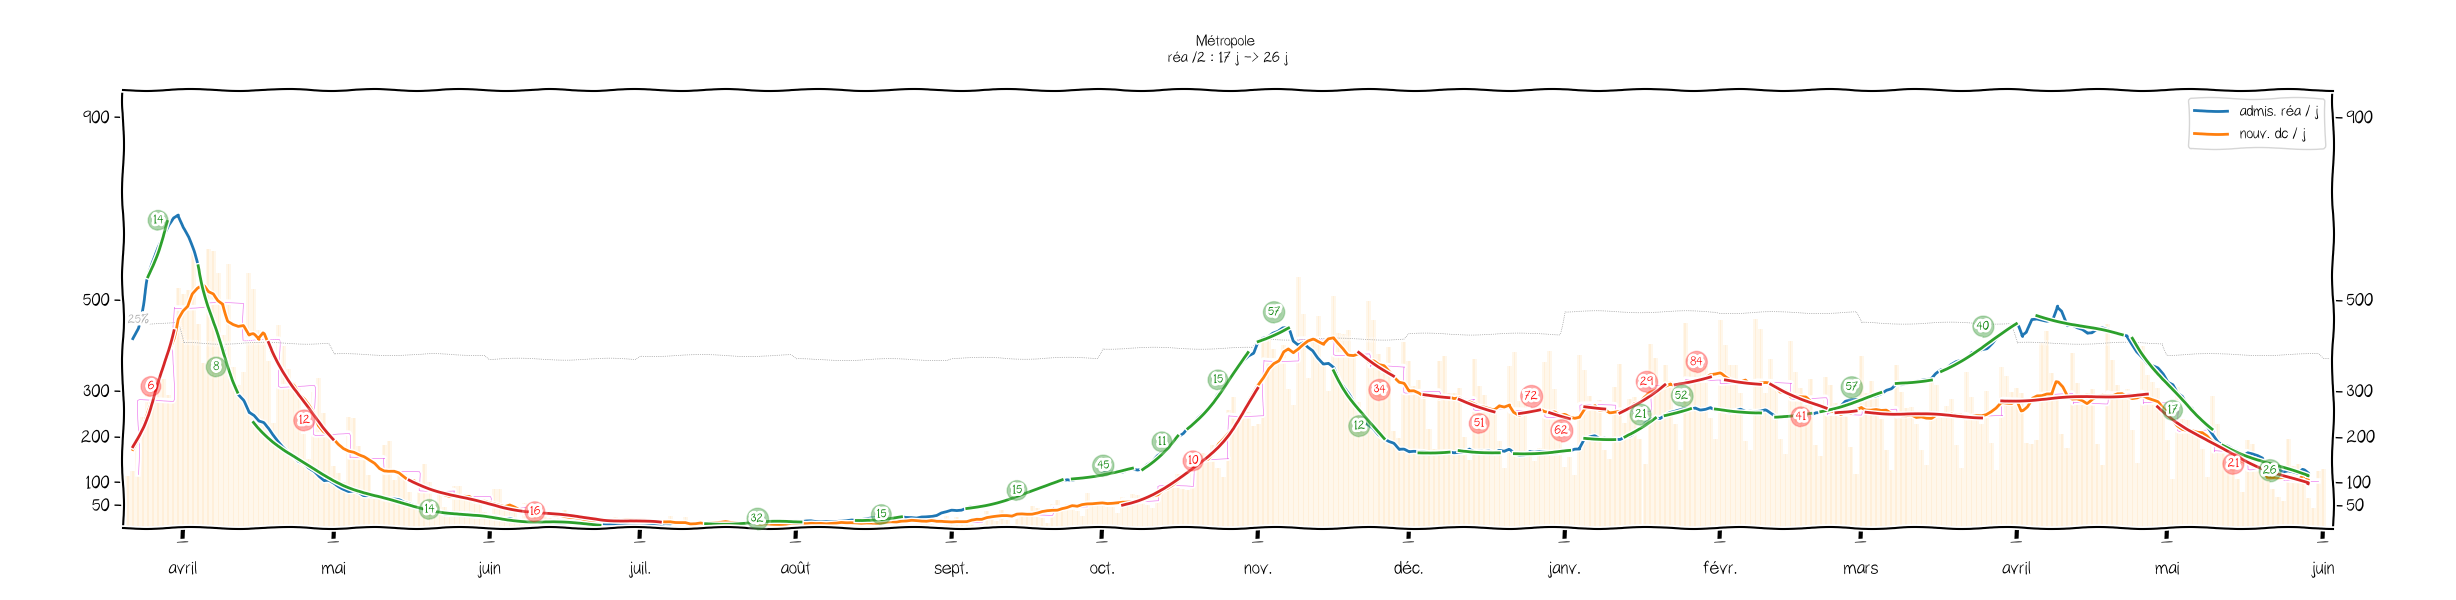 Métropole
réa /2 : 17 j -> 26 j
900
500
300
200
100
50
25%
900
500
300
200
100
50
admis. réa / j
nouv. dc / j
14
6
8
12
14
16
32
15
15
45
11
10
15
57
12
34
51
72
62
21
29
52
84
41
57
40
17
21
26
avril
mai
juin
juil.
août
sept.
oct.
nov.
déc.
janv.
févr.
mars
avril
mai
juin